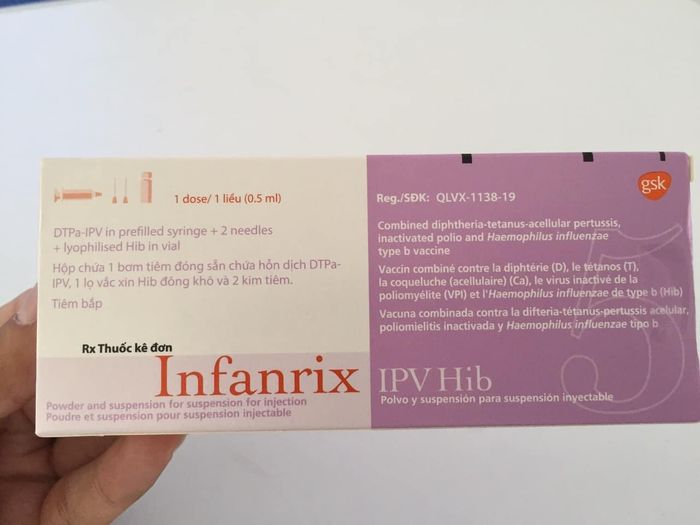 1 dose/ 1 liều (0.5 ml)
DTPa-IPV in prefilled syringe + 2 needles
+ lyophilised Hib in vial
Hộp chứa 1 bơm tiêm đóng sẵn chứa hỗn dịch DTPa-
IPV, 1 lọ vắc xin Hib đông khô và 2 kim tiêm.
Tiêm bắp
Rx Thuốc kê đơn
Infanrix
Powder and suspension for suspension for injection
Poudre et suspension pour suspension injectable
gsk
Reg./SĐK: QLVX-1138-19
Combined diphtheria-tetanus-acellular pertussis,
inactivated polio and Haemophilus influenzae
type b vaccine
Vaccin combiné contre la diphtérie (D), le tétanos (T),
la coqueluche (acellulaire) (Ca), le virus inactivé de la
poliomyélite (VPI) et l'Haemophilus influenzae de type b (Hib)
Vacuna combinada contra la difteria-tétanus-pertussis acelular,
poliomielitis inactivada y Haemophilus influenzae tipo b
5
IPV Hib
Polvo y suspensión para suspensión inyectable